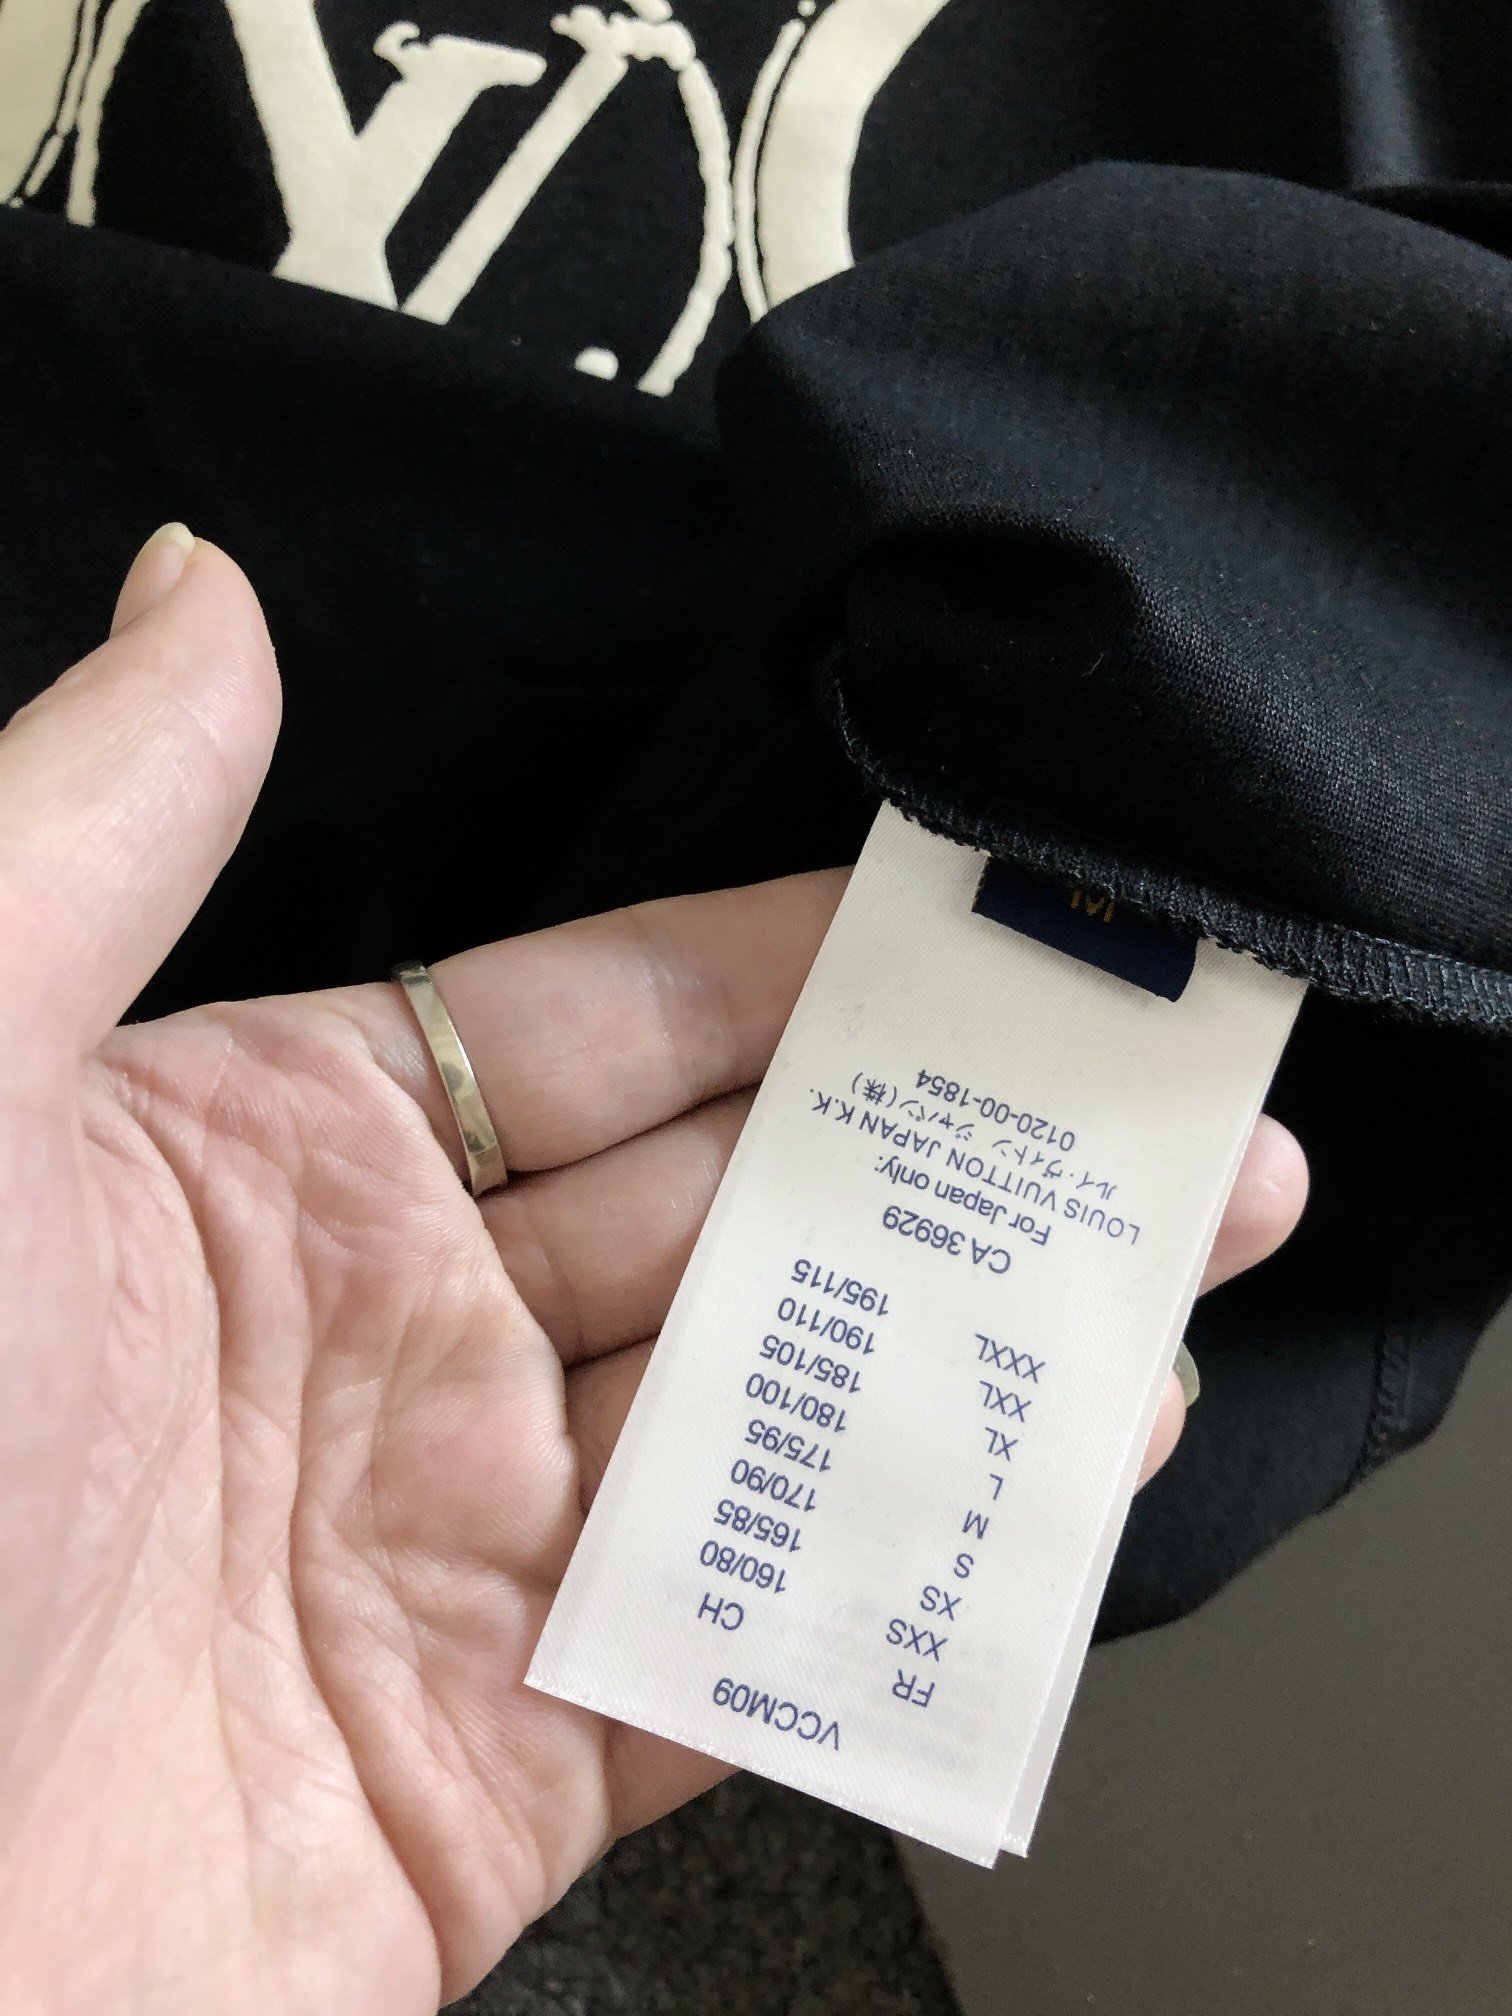 VCCM09
FR CH
XXS 160/80
XS 165/85
S 170/90
M 175/95
L 180/100
XL 185/105
XXL 190/110
XXXL 195/115
CA 36929
For Japan only:
LOUIS VUITTON JAPAN K.K.
ルイ・ヴィトン ジャパン(株)
0120-00-1854